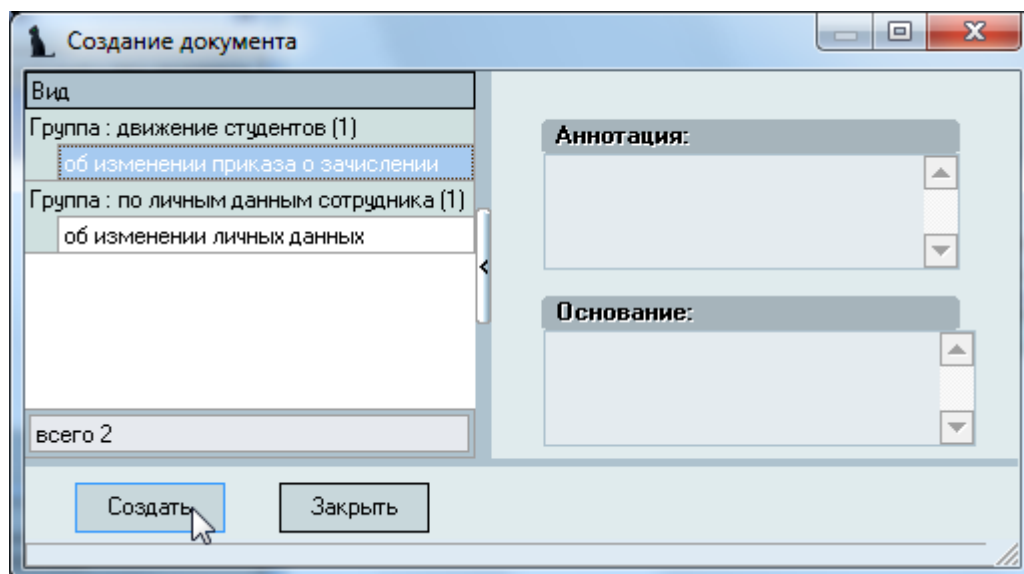 Создание документа
Вид
Группа : движение студентов (1)
об изменении приказа о зачислении
Группа : по личным данным сотрудника (1)
об изменении личных данных
всего 2
Аннотация:
Основание:
Создать
Закрыть